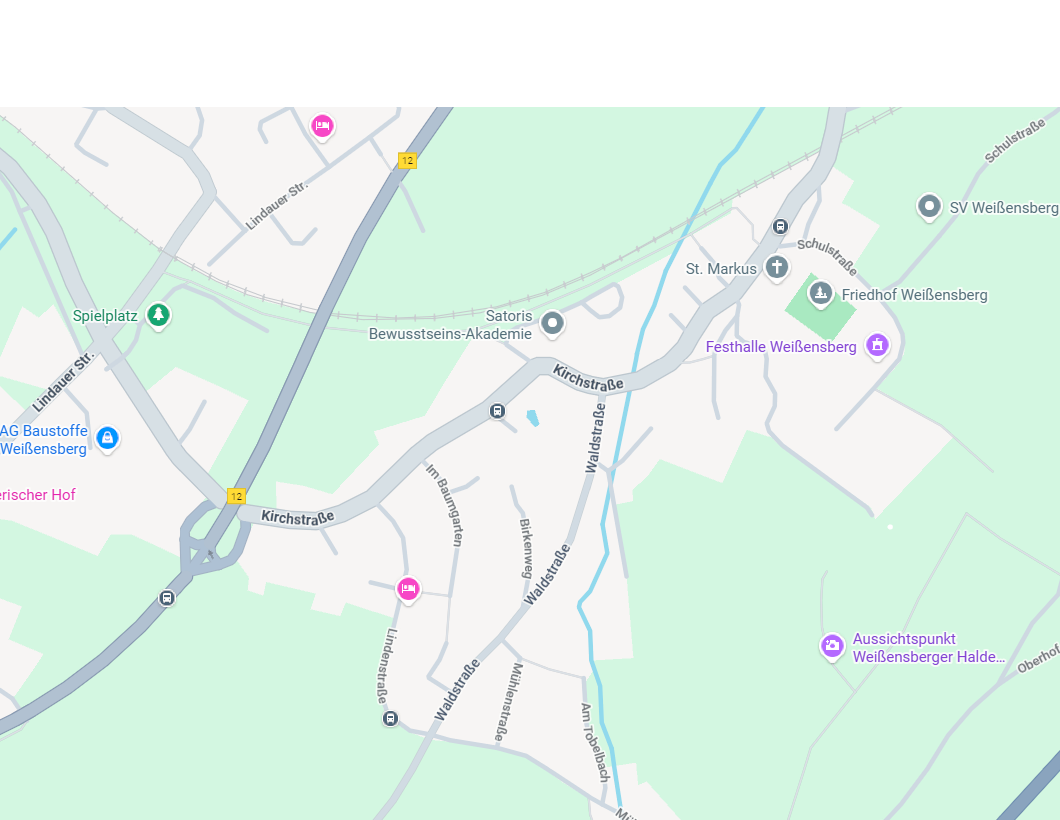 12
Schulstraße
Lindauer Str.
SV Weißensberg
Schulstraße
St. Markus
Friedhof Weißensberg
Spielplatz
Satoris
Bewusstseins-Akademie
Festhalle Weißensberg
Lindauer Str.
Kirchstraße
AG Baustoffe
Weißensberg
Waldstraße
erischer Hof
12
Kirchstraße
Im Baumgarten
Birkenweg
Waldstraße
Aussichtspunkt
Weißensberger Halde…
Oberhof
Lindenstraße
Waldstraße
Mühlenstraße
Am Tobelbach